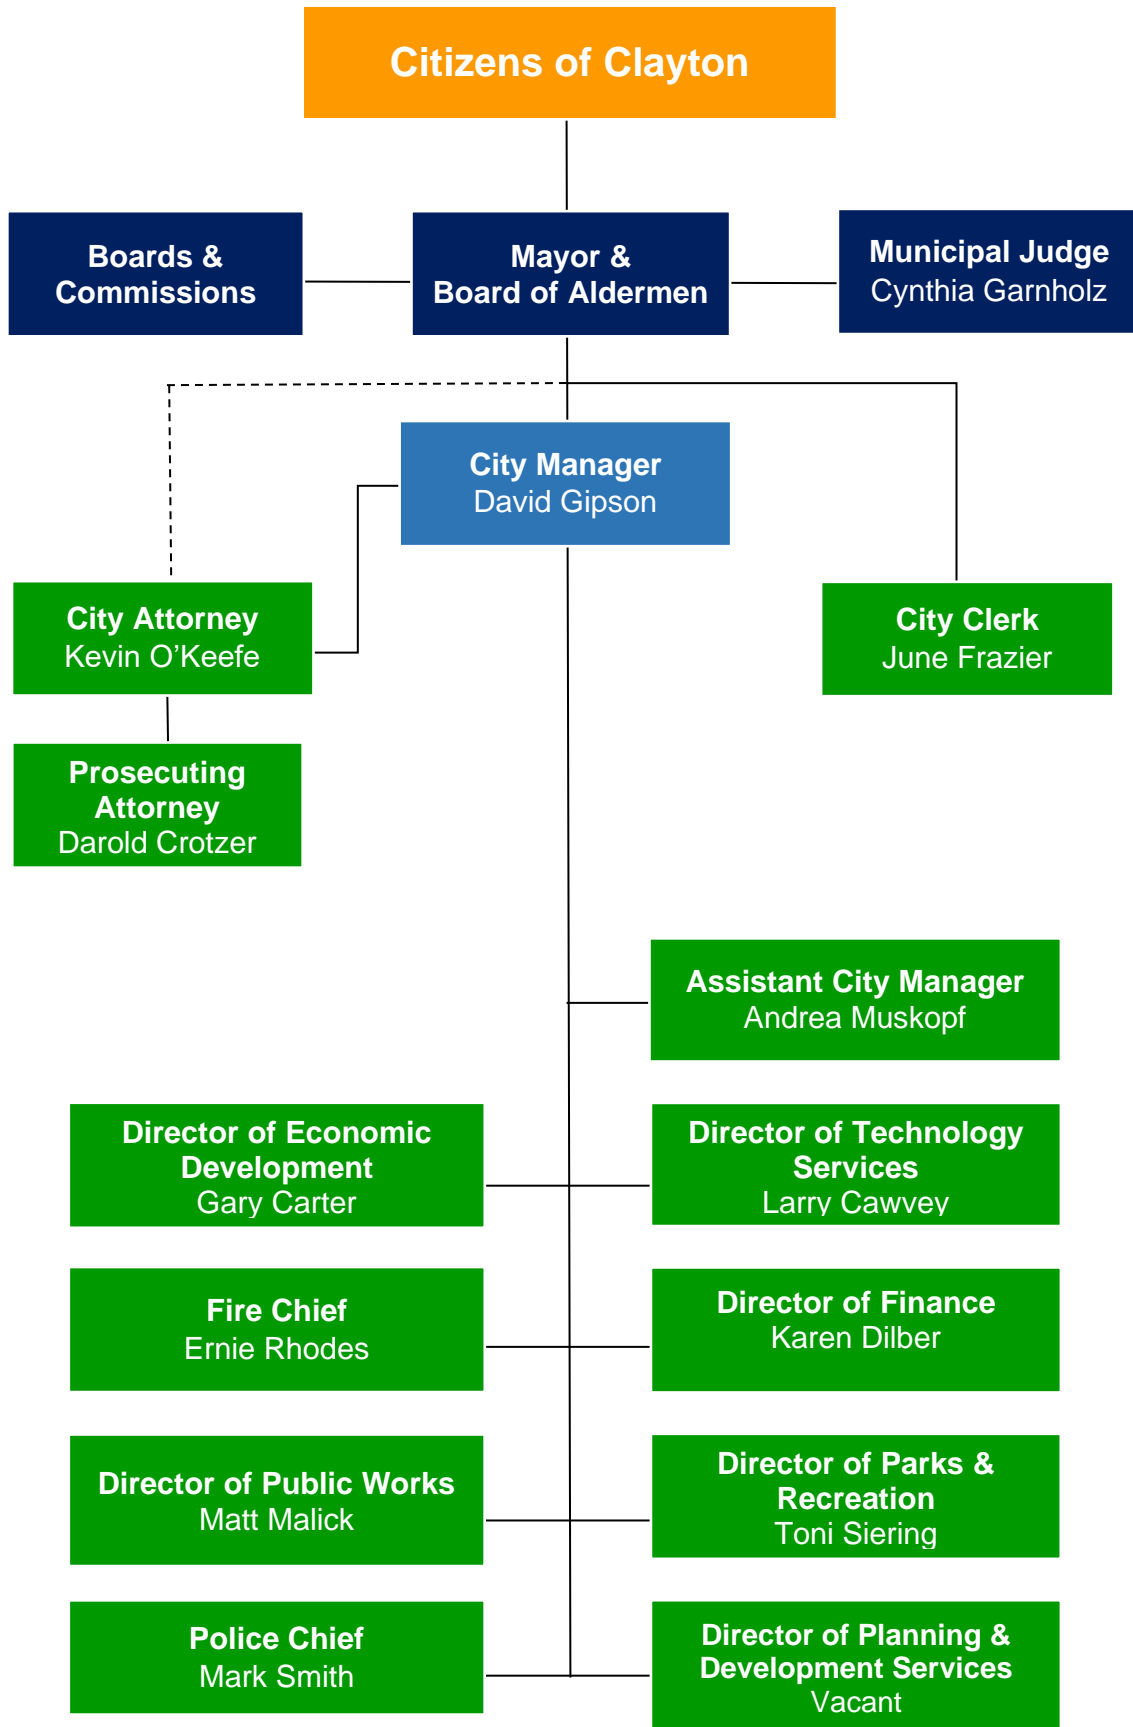 Citizens of Clayton
Boards &
Commissions
Mayor &
Board of Aldermen
Municipal Judge
Cynthia Garnholz
City Manager
David Gipson
City Attorney
Kevin O’Keefe
City Clerk
June Frazier
Prosecuting
Attorney
Darold Crotzer
Assistant City Manager
Andrea Muskopf
Director of Economic
Development
Gary Carter
Director of Technology
Services
Larry Cawvey
Fire Chief
Ernie Rhodes
Director of Finance
Karen Dilber
Director of Public Works
Matt Malick
Director of Parks &
Recreation
Toni Siering
Police Chief
Mark Smith
Director of Planning &
Development Services
Vacant